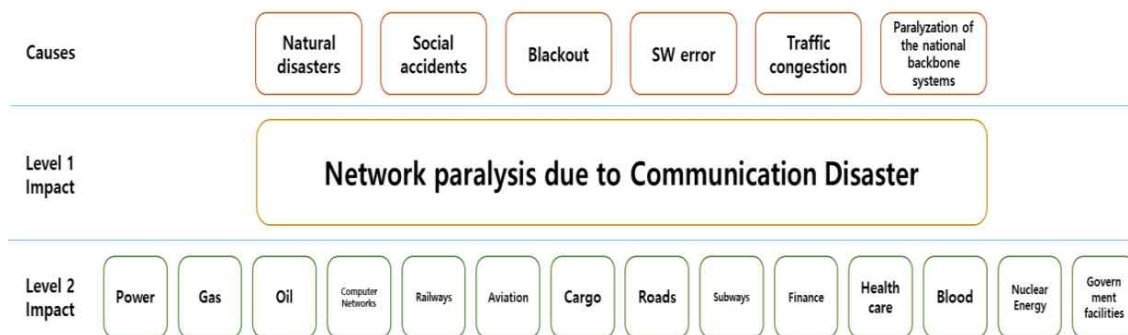 Causes
Natural
disasters
Social
accidents
Blackout
SW error
Traffic
congestion
Paralyzation of
the national
backbone
systems
Level 1
Impact
Network paralysis due to Communication Disaster
Level 2
Impact
Power
Gas
Oil
Computer
Networks
Railways
Aviation
Cargo
Roads
Subways
Finance
Health
care
Blood
Nuclear
Energy
Govern
ment
facilities